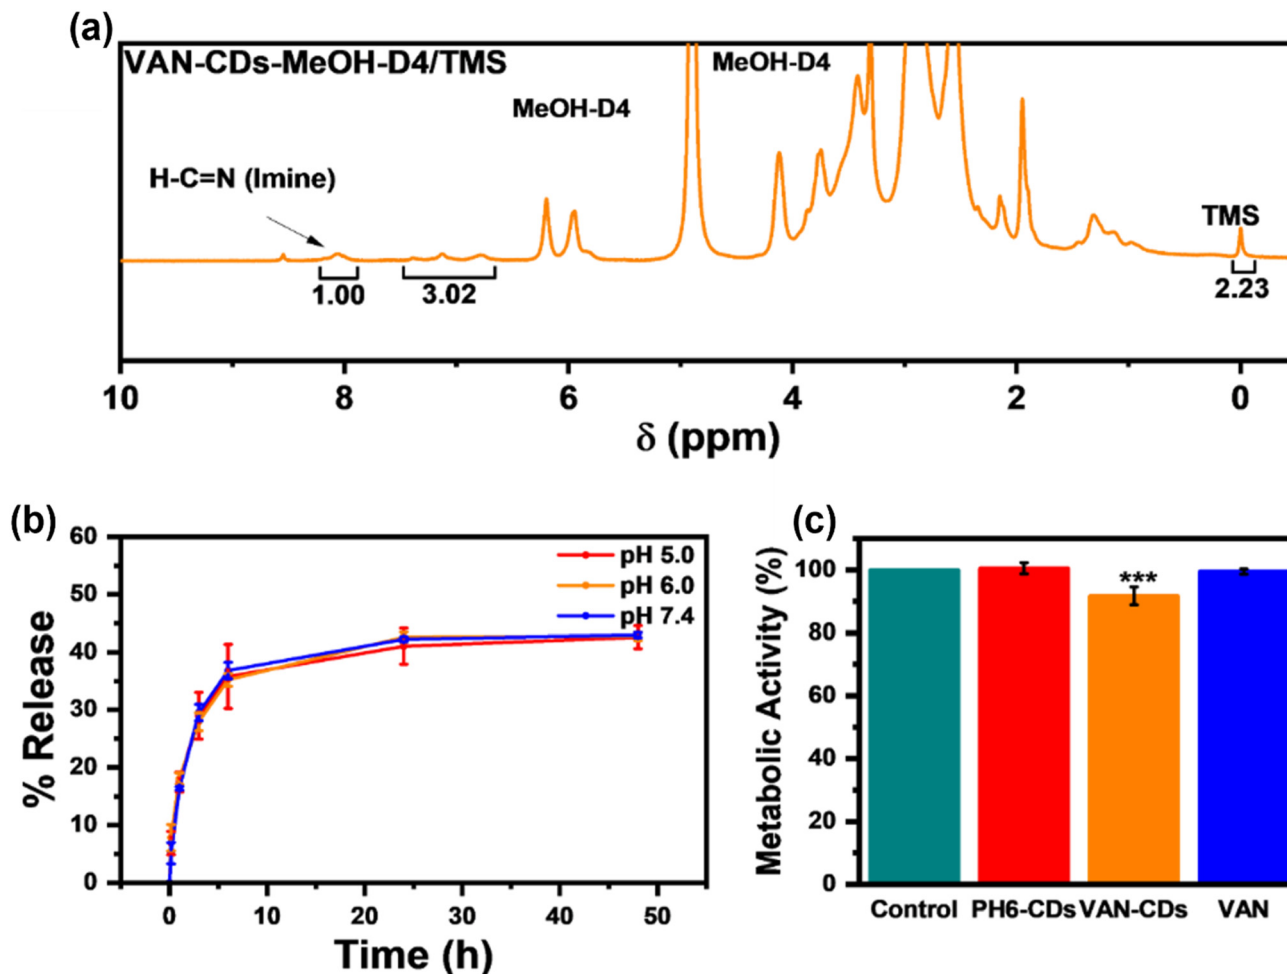 (a)
VAN-CDs-MeOH-D4/TMS
MeOH-D4
MeOH-D4
H-C=N (Imine)
TMS
1.00
3.02
2.23
10 8 6 4 2 0
δ (ppm)
(b)
60
50
40
30
20
10
0
% Release
pH 5.0
pH 6.0
pH 7.4
0 10 20 30 40 50
Time (h)
(c)
100
80
60
40
20
0
Metabolic Activity (%)
***
Control PH6-CDs VAN-CDs VAN